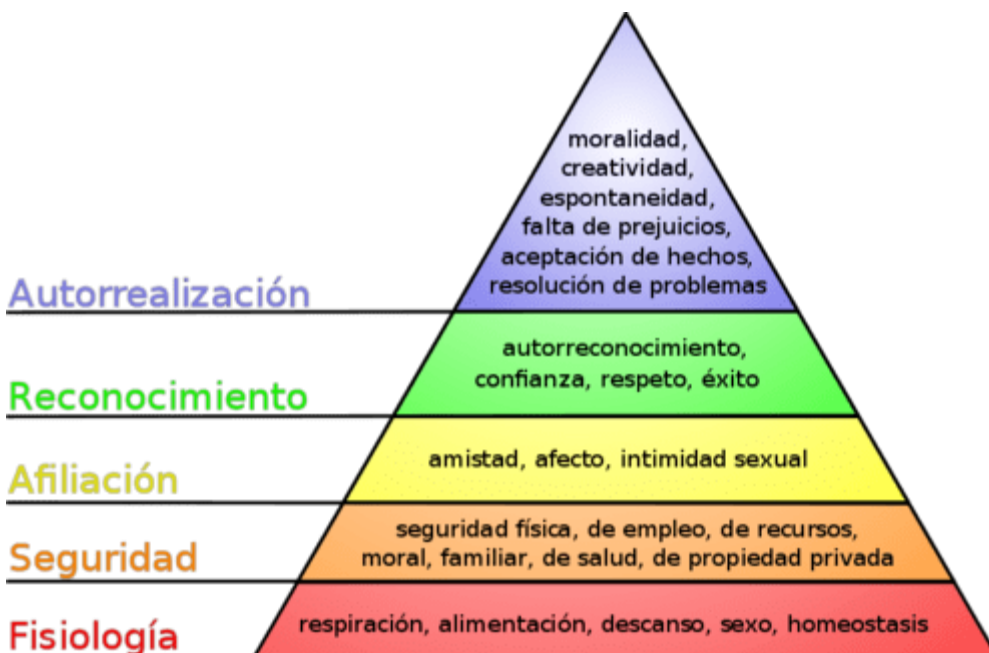 moralidad,
creatividad,
espontaneidad,
falta de prejuicios,
aceptación de hechos,
resolución de problemas
Autorrealización
autorreconocimiento,
confianza, respeto, éxito
Reconocimiento
amistad, afecto, intimidad sexual
Afiliación
seguridad física, de empleo, de recursos,
moral, familiar, de salud, de propiedad privada
Seguridad
respiración, alimentación, descanso, sexo, homeostasis
Fisiología